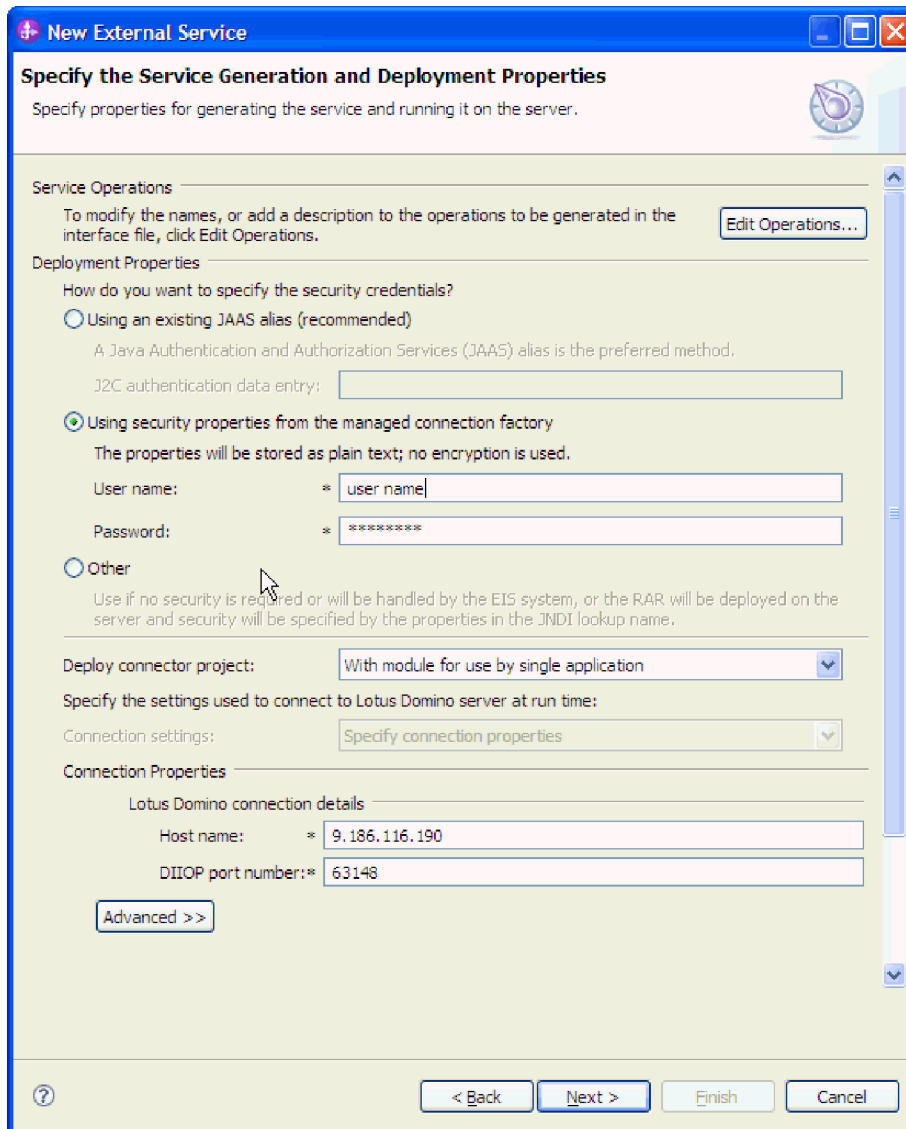 New External Service
Specify the Service Generation and Deployment Properties
Specify properties for generating the service and running it on the server.
Service Operations
To modify the names, or add a description to the operations to be generated in the
interface file, click Edit Operations.
Edit Operations...
Deployment Properties
How do you want to specify the security credentials?
Using an existing JAAS alias (recommended)
A Java Authentication and Authorization Services (JAAS) alias is the preferred method.
J2C authentication data entry:
Using security properties from the managed connection factory
The properties will be stored as plain text; no encryption is used.
User name: * user name
Password: * ********
Other
Use if no security is required or will be handled by the EIS system, or the RAR will be deployed on the
server and security will be specified by the properties in the JNDI lookup name.
Deploy connector project: With module for use by single application
Specify the settings used to connect to Lotus Domino server at run time:
Connection settings: Specify connection properties
Connection Properties
Lotus Domino connection details
Host name: * 9.186.116.190
DIIOP port number:* 63148
Advanced >>
? < Back Next > Finish Cancel